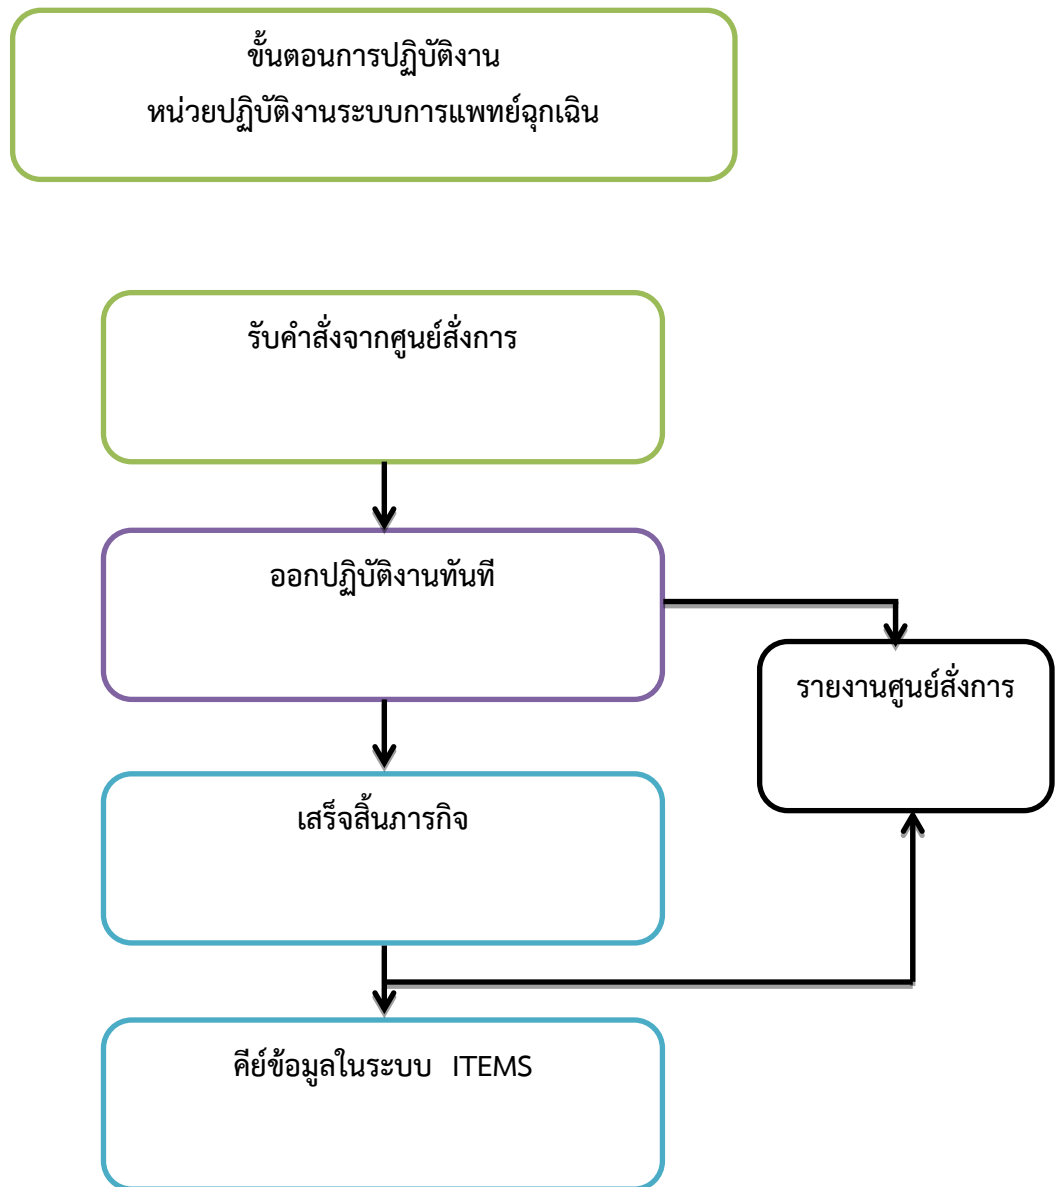 ขั้นตอนการปฏิบัติงาน
หน่วยปฏิบัติงานระบบการแพทย์ฉุกเฉิน
รับคำสั่งจากศูนย์สั่งการ
ออกปฏิบัติงานทันที
รายงานศูนย์สั่งการ
เสร็จสิ้นภารกิจ
คีย์ข้อมูลในระบบ ITEMS